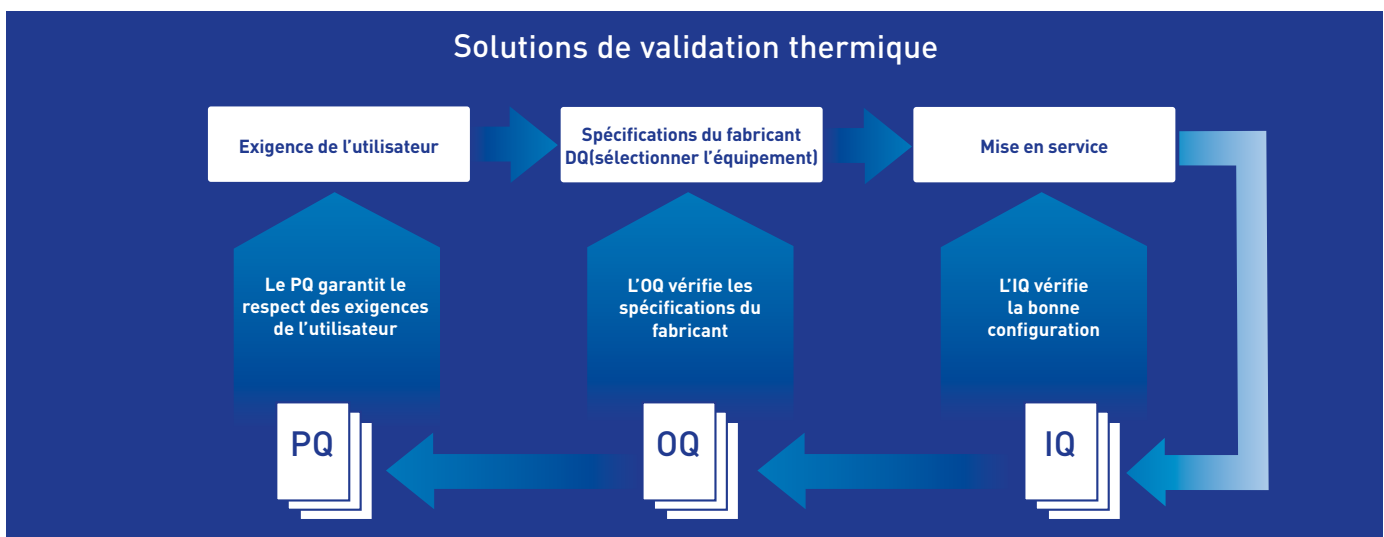 Solutions de validation thermique
Exigence de l’utilisateur
Spécifications du fabricant
DQ(sélectionner l’équipement)
Mise en service
Le PQ garantit le
respect des exigences
de l’utilisateur
L’OQ vérifie les
spécifications du
fabricant
L’IQ vérifie
la bonne
configuration
PQ
OQ
IQ